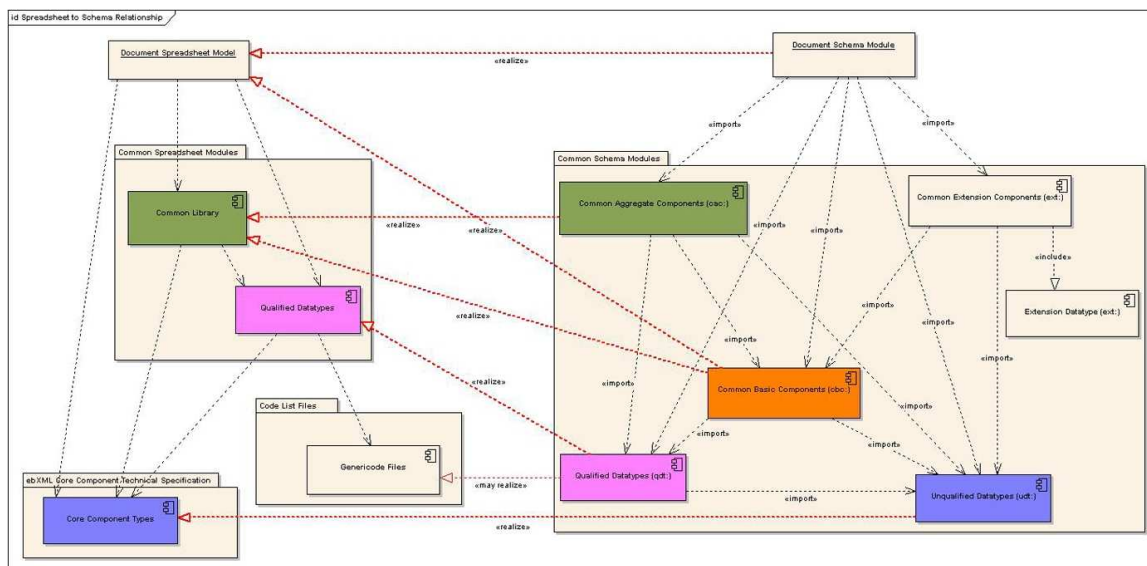 id Spreadsheet to Schema Relationship
Document Spreadsheet Model
Document Schema Module
«realize»
«import»
«import»
«import»
«import»
«import»
Common Spreadsheet Modules
Common Schema Modules
Common Library
Common Aggregate Components (cac:)
Common Extension Components (ext:)
«realize»
«realize»
«import»
«include»
Qualified Datatypes
Extension Datatype (ext:)
«realize»
«import»
«import»
«realize»
«import»
«import»
Common Basic Components (cbc:)
Code List Files
«import»
«import»
Genericode Files
Qualified Datatypes (qdt:)
ebXML Core Component Technical Specification
«may realize»
«import»
Unqualified Datatypes (udt:)
Core Component Types
«realize»